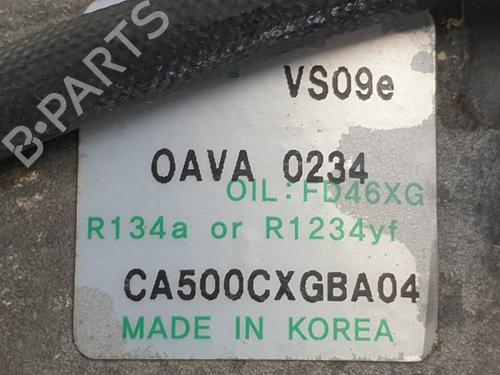 VS09e
OAVA 0234
OIL: FD46XG
R134a or R1234yf
CA500CXGBA04
MADE IN KOREA
B·PARTS